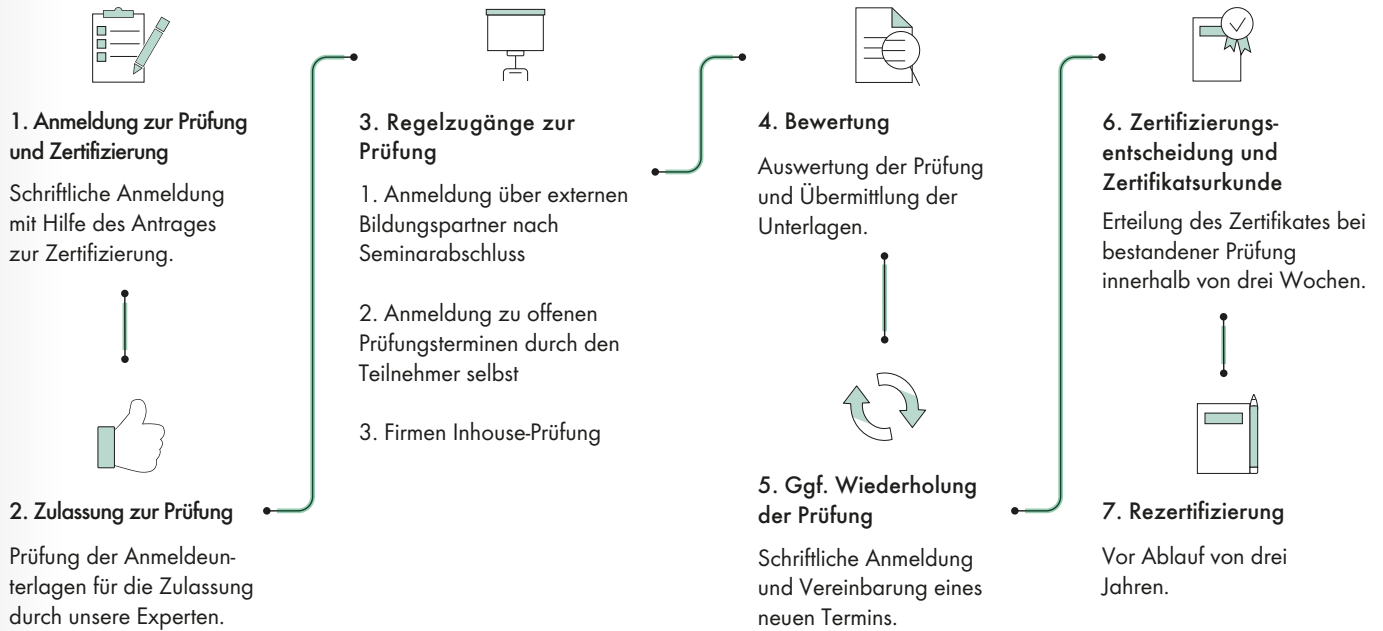 1. Anmeldung zur Prüfung
und Zertifizierung
Schriftliche Anmeldung
mit Hilfe des Antrages
zur Zertifizierung.
2. Zulassung zur Prüfung
Prüfung der Anmeldeun-
terlagen für die Zulassung
durch unsere Experten.
3. Regelzugänge zur
Prüfung
1. Anmeldung über externen
Bildungspartner nach
Seminarabschluss
2. Anmeldung zu offenen
Prüfungsterminen durch den
Teilnehmer selbst
3. Firmen Inhouse-Prüfung
4. Bewertung
Auswertung der Prüfung
und Übermittlung der
Unterlagen.
5. Ggf. Wiederholung
der Prüfung
Schriftliche Anmeldung
und Vereinbarung eines
neuen Termins.
6. Zertifizierungs-
entscheidung und
Zertifikatsurkunde
Erteilung des Zertifikates bei
bestandener Prüfung
innerhalb von drei Wochen.
7. Rezertifizierung
Vor Ablauf von drei
Jahren.